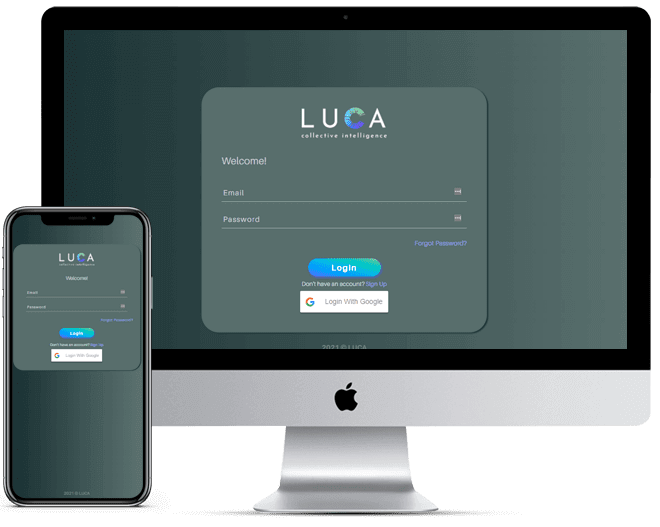 LUCA
collective intelligence
Welcome!
Email
Password
Forgot Password?
Login
Don't have an account? Sign Up
G Login With Google
2021 © LUCA
LUCA
collective intelligence
Welcome!
Email
Password
Forgot Password?
Login
Don't have an account? Sign Up
G Login With Google
2021 © LUCA